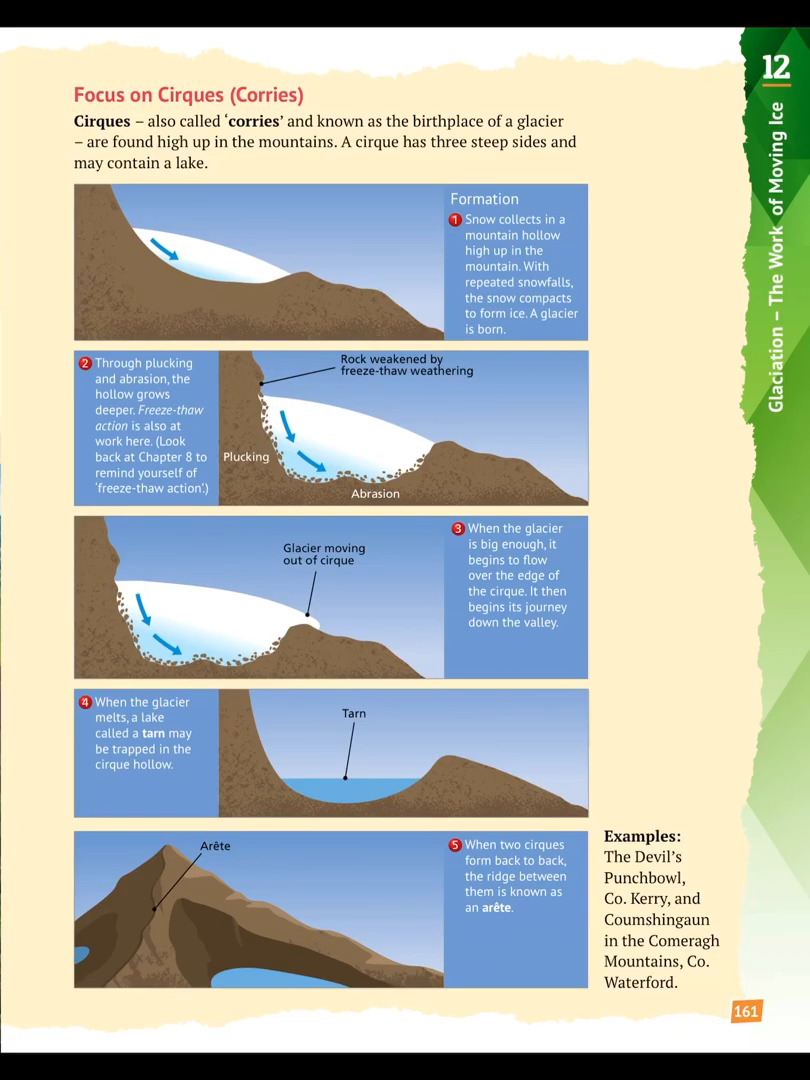 12
Glaciation – The Work of Moving Ice
Focus on Cirques (Corries)
Cirques – also called ‘corries’ and known as the birthplace of a glacier
– are found high up in the mountains. A cirque has three steep sides and
may contain a lake.
Formation
1 Snow collects in a
mountain hollow
high up in the
mountain. With
repeated snowfalls,
the snow compacts
to form ice. A glacier
is born.
2 Through plucking
and abrasion, the
hollow grows
deeper. Freeze-thaw
action is also at
work here. (Look
back at Chapter 8 to
remind yourself of
‘freeze-thaw action’.)
Rock weakened by
freeze-thaw weathering
Plucking
Abrasion
Glacier moving
out of cirque
3 When the glacier
is big enough, it
begins to flow
over the edge of
the cirque. It then
begins its journey
down the valley.
4 When the glacier
melts, a lake
called a tarn may
be trapped in the
cirque hollow.
Tarn
Arête
5 When two cirques
form back to back,
the ridge between
them is known as
an arête.
Examples:
The Devil’s
Punchbowl,
Co. Kerry, and
Coumshingaun
in the Comeragh
Mountains, Co.
Waterford.
161